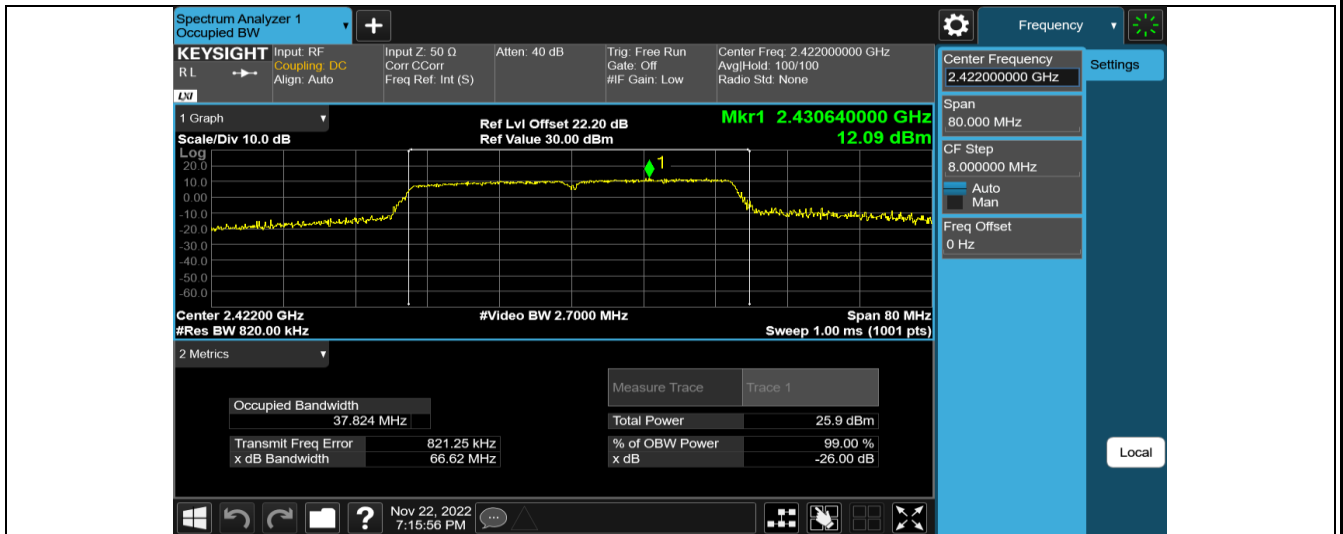 Spectrum Analyzer 1
Occupied BW
Frequency
KEYSIGHT
R L
LXI
Input: RF
Coupling: DC
Align: Auto
Input Z: 50 Ω
Corr CCorr
Freq Ref: Int (S)
Atten: 40 dB
Trig: Free Run
Gate: Off
#IF Gain: Low
Center Freq: 2.422000000 GHz
Avg|Hold: 100/100
Radio Std: None
1 Graph
Scale/Div 10.0 dB
Ref Lvl Offset 22.20 dB
Ref Value 30.00 dBm
Mkr1 2.430640000 GHz
12.09 dBm
Log
20.0
10.0
0.00
-10.0
-20.0
-30.0
-40.0
-50.0
-60.0
1
Center 2.42200 GHz
#Res BW 820.00 kHz
#Video BW 2.7000 MHz
Span 80 MHz
Sweep 1.00 ms (1001 pts)
2 Metrics
Measure Trace Trace 1
Occupied Bandwidth
37.824 MHz
Transmit Freq Error 821.25 kHz
x dB Bandwidth 66.62 MHz
Total Power 25.9 dBm
% of OBW Power 99.00 %
x dB -26.00 dB
Center Frequency
2.422000000 GHz
Span
80.000 MHz
CF Step
8.000000 MHz
Auto
Man
Freq Offset
0 Hz
Settings
Local
Nov 22, 2022
7:15:56 PM